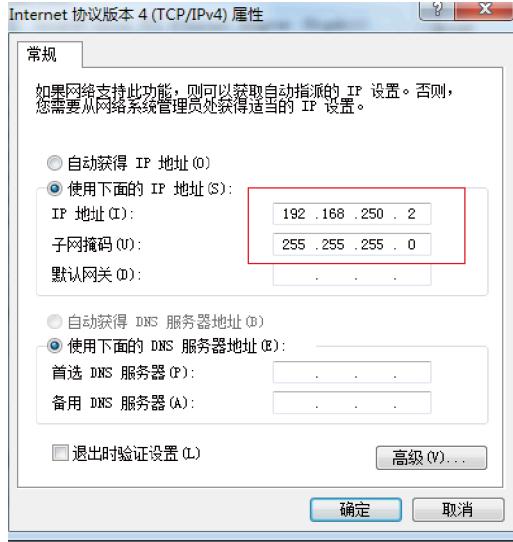 Internet 协议版本 4 (TCP/IPv4) 属性
常规
如果网络支持此功能，则可以获取自动指派的 IP 设置。否则，
您需要从网络系统管理员处获得适当的 IP 设置。
自动获得 IP 地址(O)
使用下面的 IP 地址(S):
IP 地址(I): 192 .168 .250 . 2
子网掩码(U): 255 .255 .255 . 0
默认网关(D): . . .
自动获得 DNS 服务器地址(B)
使用下面的 DNS 服务器地址(E):
首选 DNS 服务器(P): . . .
备用 DNS 服务器(A): . . .
退出时验证设置(L)
高级(V)...
确定 取消